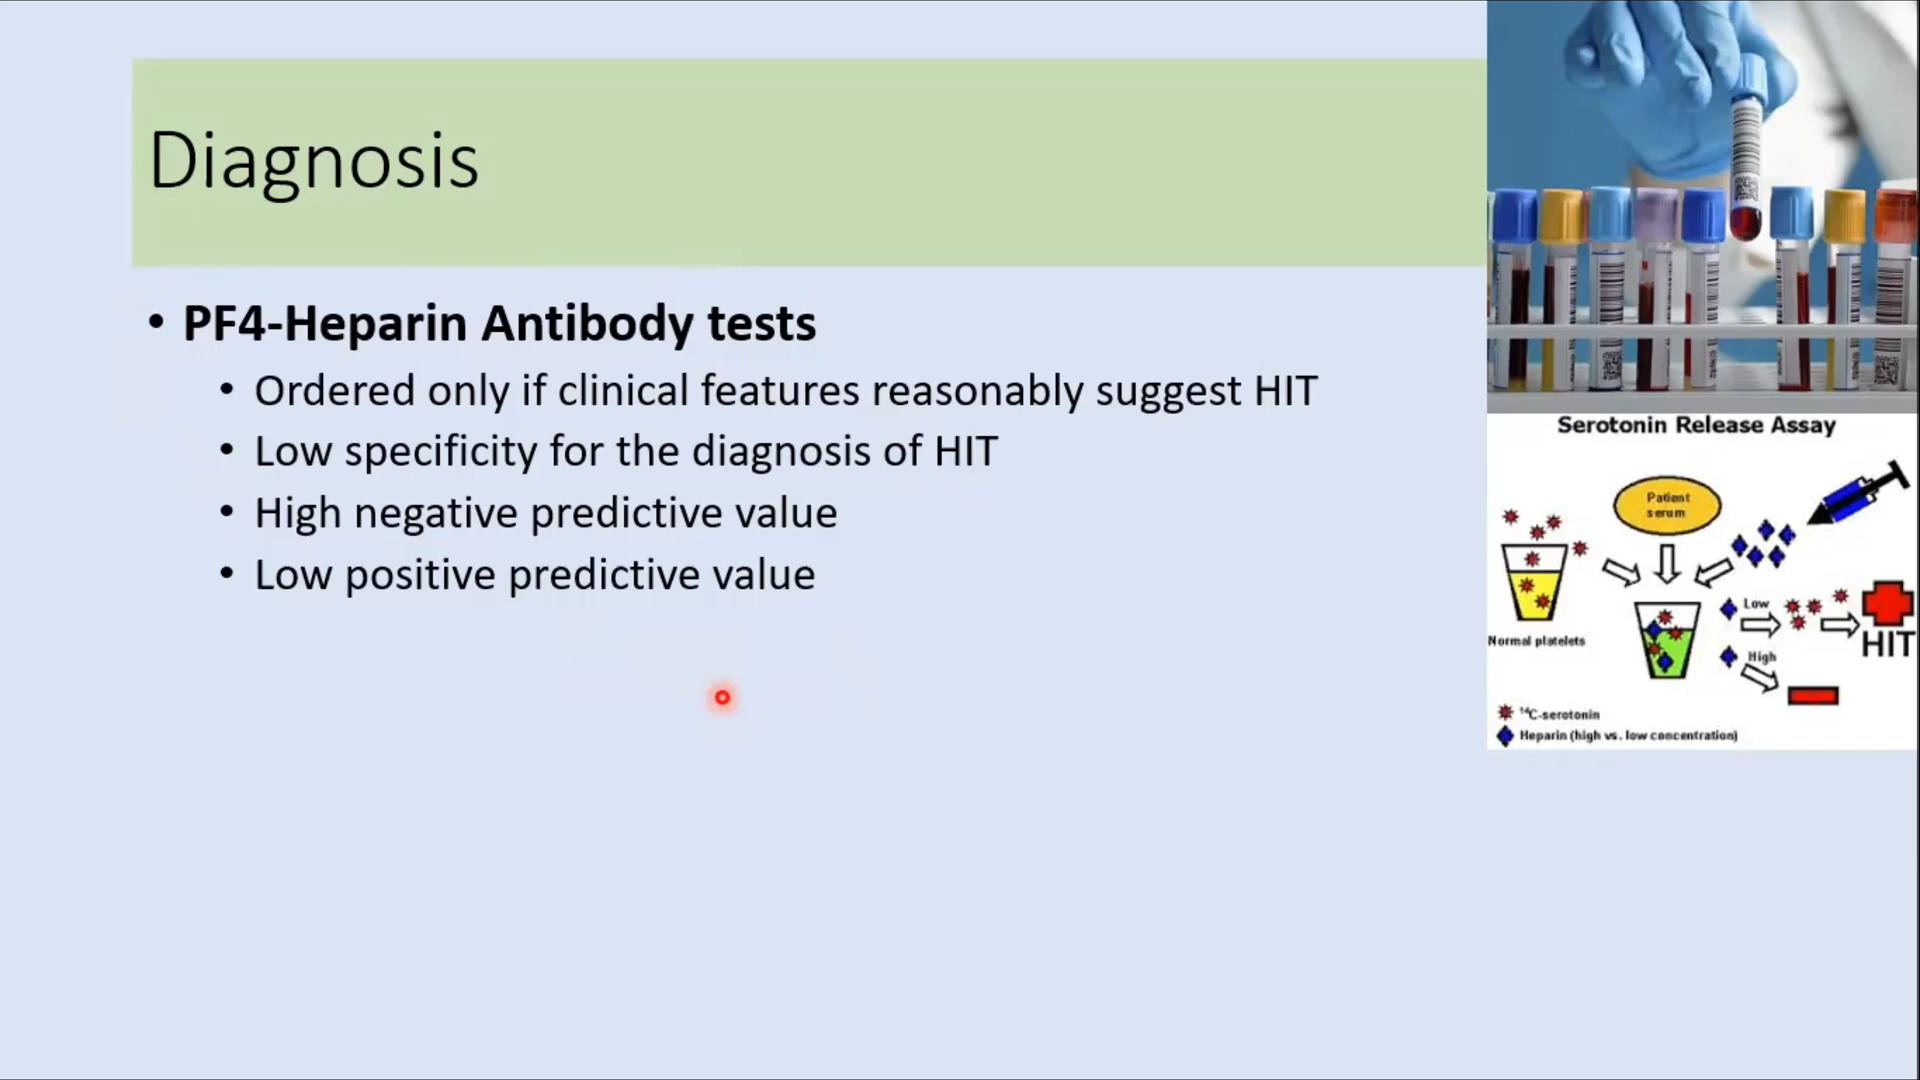 Diagnosis
• PF4-Heparin Antibody tests
• Ordered only if clinical features reasonably suggest HIT
• Low specificity for the diagnosis of HIT
• High negative predictive value
• Low positive predictive value
Serotonin Release Assay
Patient
serum
Normal platelets
Low
HIT
High
¹⁴C-serotonin
Heparin (high vs. low concentration)